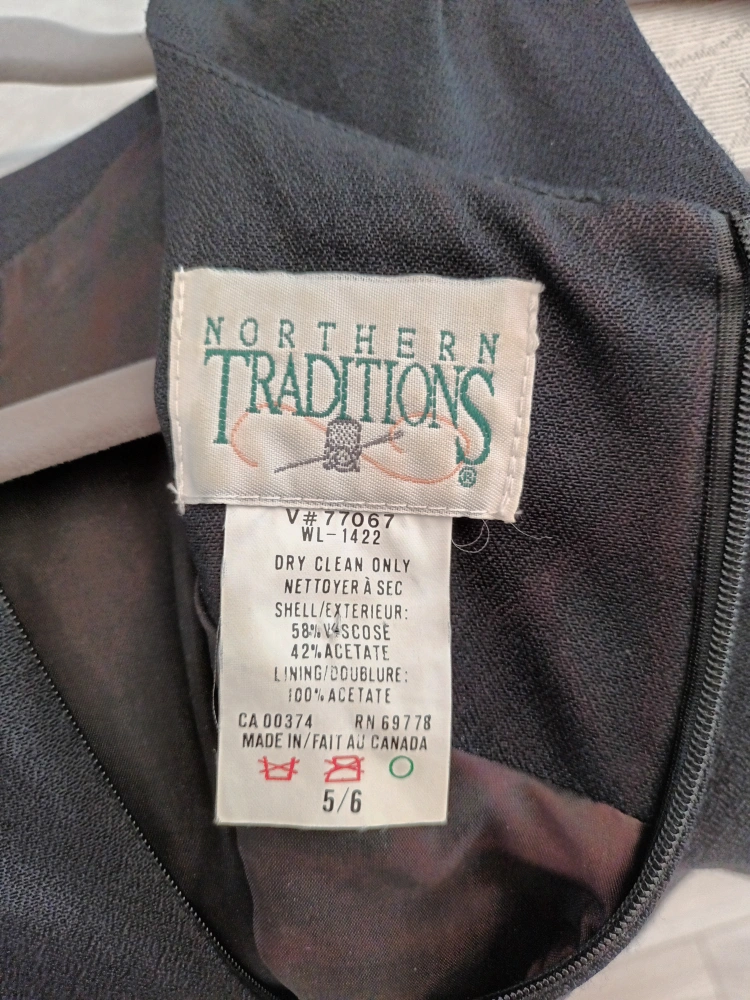 NORTHERN
TRADITIONS
®
V# 77067
WL-1422
DRY CLEAN ONLY
NETTOYER À SEC
SHELL/EXTERIEUR:
58% VISCOSE
42% ACETATE
LINING/DOUBLURE:
100% ACETATE
CA 00374 RN 69778
MADE IN/FAIT AU CANADA
5/6